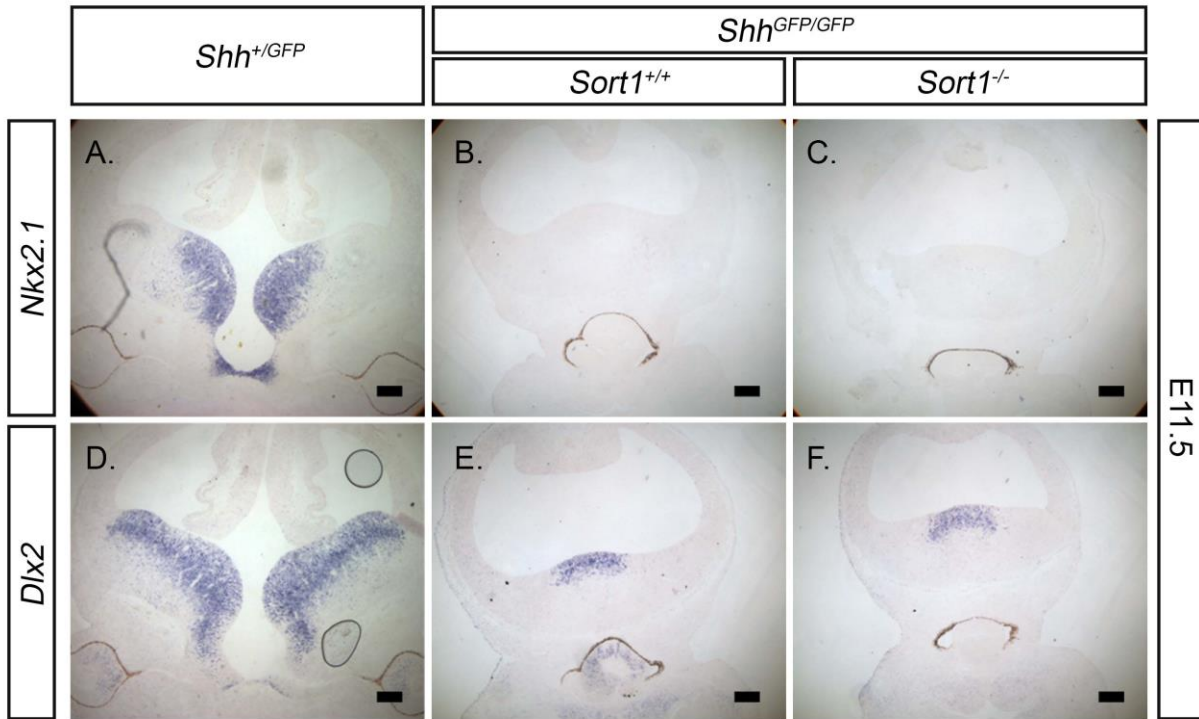 Shh+/GFP
ShhGFP/GFP
Sort1+/+
Sort1-/-
Nkx2.1
A.
B.
C.
E11.5
Dlx2
D.
E.
F.